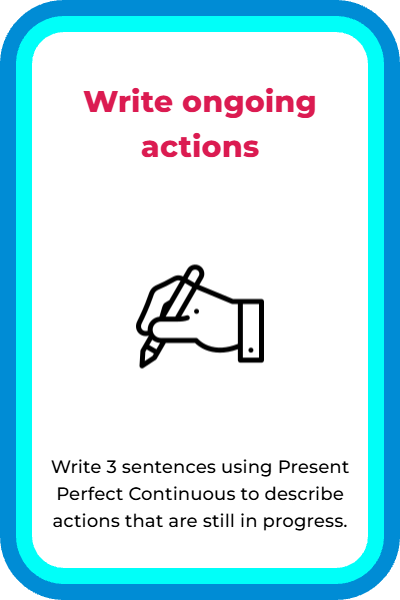 Write ongoing
actions
Write 3 sentences using Present
Perfect Continuous to describe
actions that are still in progress.